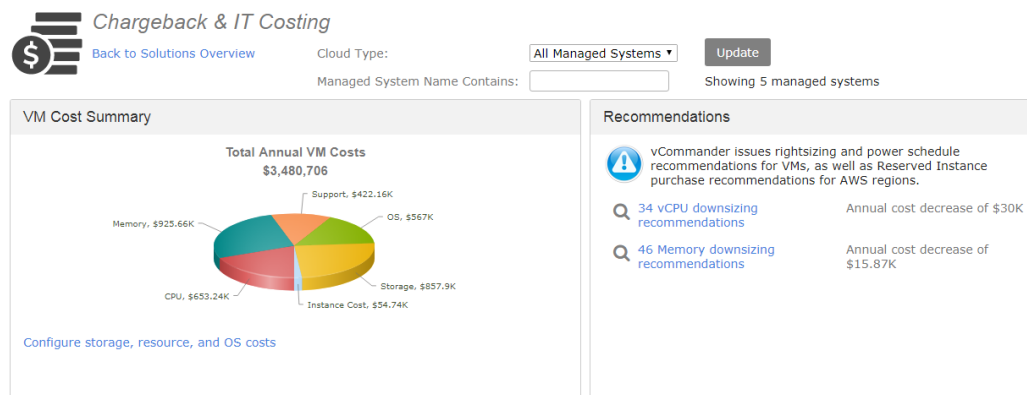 Chargeback & IT Costing
Back to Solutions Overview
Cloud Type:
All Managed Systems
Update
Managed System Name Contains:
Showing 5 managed systems
VM Cost Summary
Total Annual VM Costs
$3,480,706
Support, $422.16K
OS, $567K
Memory, $925.66K
Storage, $857.9K
CPU, $653.24K
Instance Cost, $54.74K
Configure storage, resource, and OS costs
Recommendations
vCommander issues rightsizing and power schedule
recommendations for VMs, as well as Reserved Instance
purchase recommendations for AWS regions.
34 vCPU downsizing
recommendations
Annual cost decrease of $30K
46 Memory downsizing
recommendations
Annual cost decrease of
$15.87K